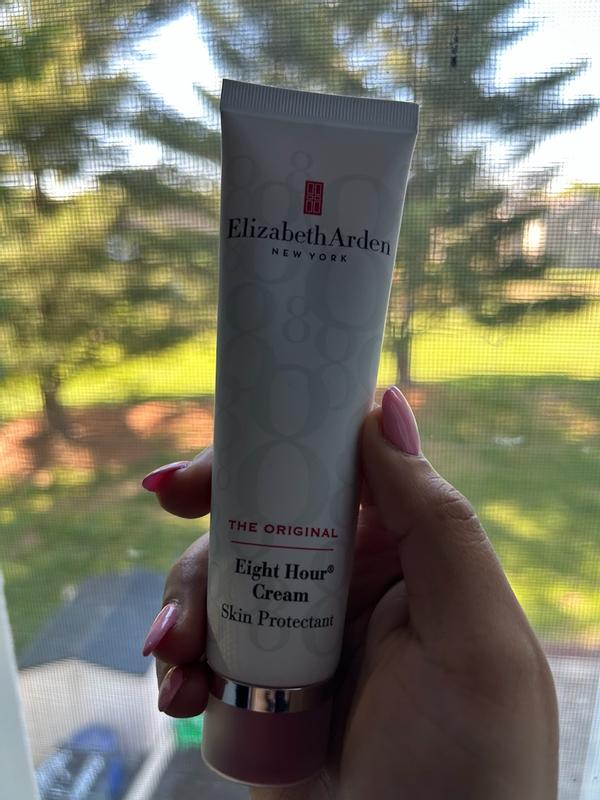 ElizabethArden
NEW YORK
THE ORIGINAL
Eight Hour®
Cream
Skin Protectant